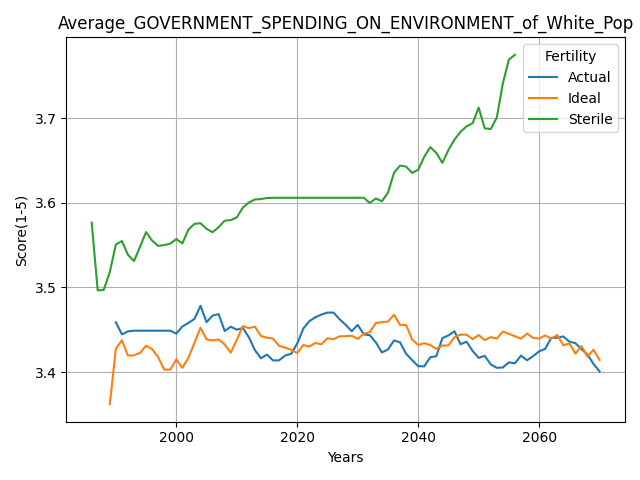 Average_GOVERNMENT_SPENDING_ON_ENVIRONMENT_of_White_Pop
Fertility
Actual
Ideal
Sterile
3.7
3.6
3.5
3.4
Score(1-5)
2000 2020 2040 2060
Years